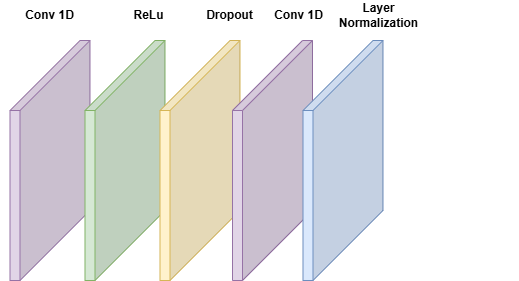 Conv 1D
ReLu
Dropout
Conv 1D
Layer
Normalization